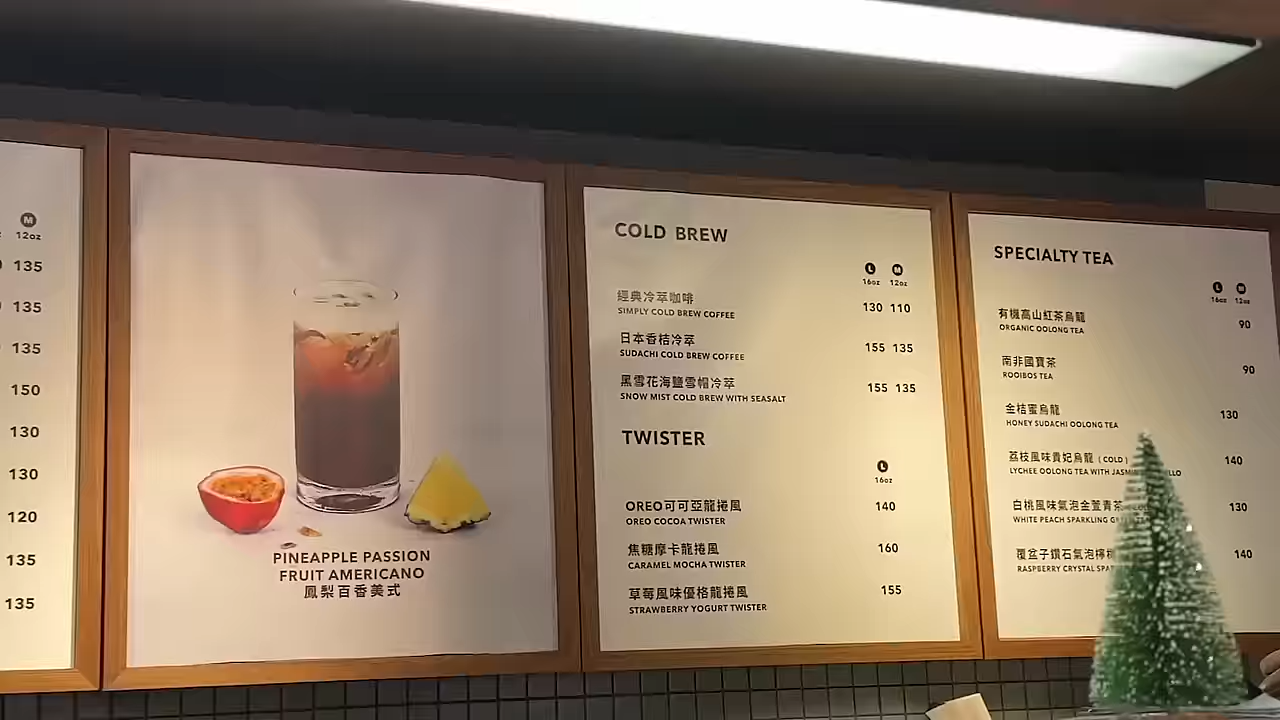 M
12oz
135
135
135
150
130
130
120
135
135
PINEAPPLE PASSION
FRUIT AMERICANO
鳳梨百香美式
COLD BREW
L M
16oz 12oz
經典冷萃咖啡 130 110
SIMPLY COLD BREW COFFEE
日本香桔冷萃 155 135
SUDACHI COLD BREW COFFEE
黑雪花海鹽雪帽冷萃 155 135
SNOW MIST COLD BREW WITH SEASALT
TWISTER
L
16oz
OREO可可亞龍捲風 140
OREO COCOA TWISTER
焦糖摩卡龍捲風 160
CARAMEL MOCHA TWISTER
草莓風味優格龍捲風 155
STRAWBERRY YOGURT TWISTER
SPECIALTY TEA
L M
16oz 12oz
有機高山紅茶烏龍 90
ORGANIC OOLONG TEA
南非國寶茶 90
ROOIBOS TEA
金桔蜜烏龍 130
HONEY SUDACHI OOLONG TEA
荔枝風味貴妃烏龍 (COLD) 140
LYCHEE OOLONG TEA WITH
白桃風味氣泡金萱青茶 130
WHITE PEACH SPARKLING
覆盆子鑽石氣泡檸檬 140
RASPBERRY CRYSTAL